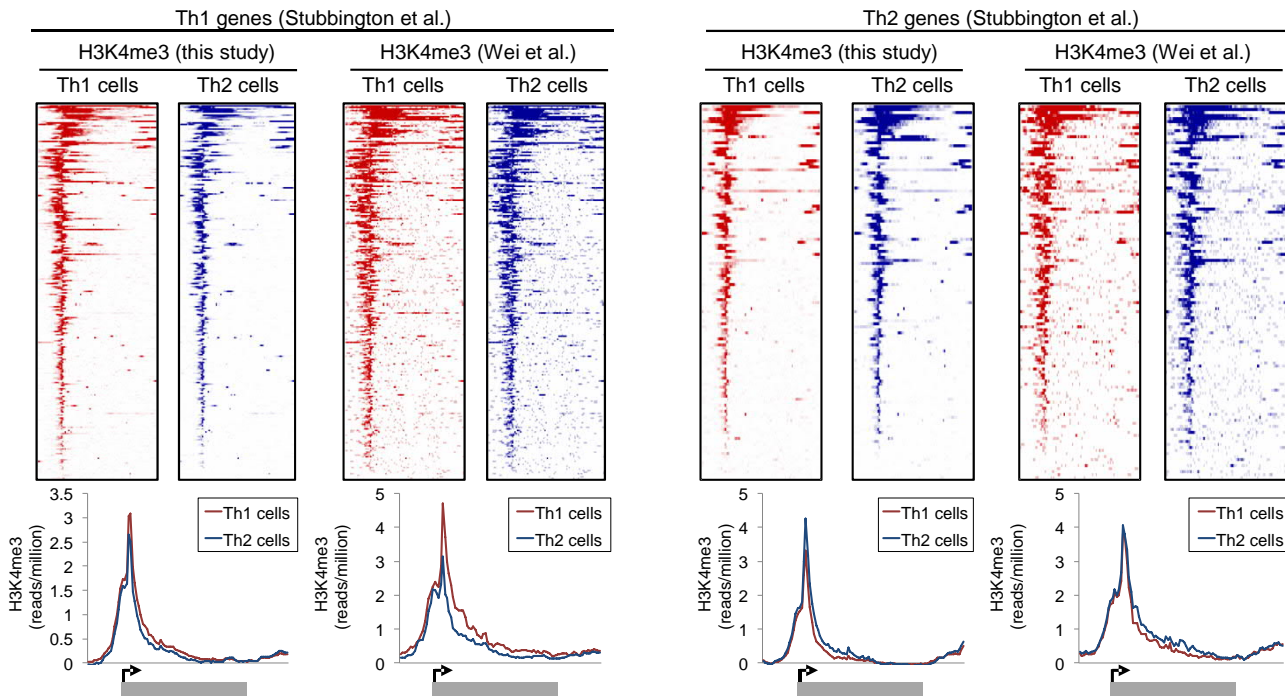 Th1 genes (Stubbington et al.)
Th2 genes (Stubbington et al.)
H3K4me3 (this study)
H3K4me3 (Wei et al.)
H3K4me3 (this study)
H3K4me3 (Wei et al.)
Th1 cells
Th2 cells
Th1 cells
Th2 cells
Th1 cells
Th2 cells
Th1 cells
Th2 cells
H3K4me3
(reads/million)
3.5
3
2.5
2
1.5
1
0.5
0
Th1 cells
Th2 cells
H3K4me3
(reads/million)
5
4
3
2
1
0
Th1 cells
Th2 cells
H3K4me3
(reads/million)
5
4
3
2
1
0
Th1 cells
Th2 cells
H3K4me3
(reads/million)
5
4
3
2
1
0
Th1 cells
Th2 cells